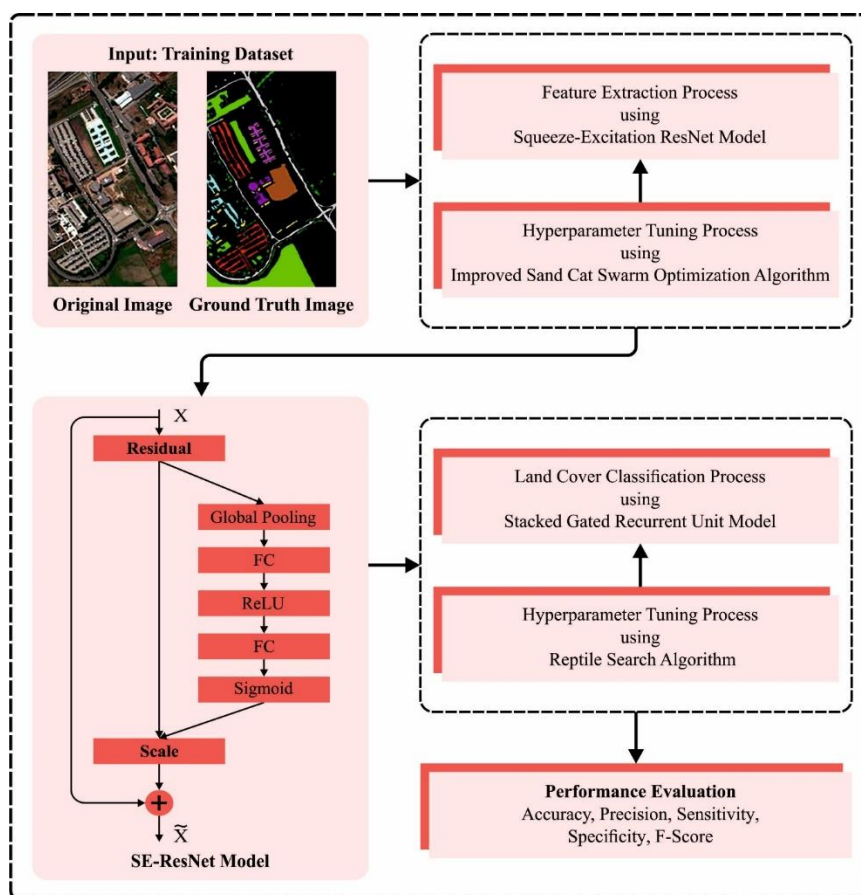 Input: Training Dataset
Original Image
Ground Truth Image
Feature Extraction Process
using
Squeeze-Excitation ResNet Model
Hyperparameter Tuning Process
using
Improved Sand Cat Swarm Optimization Algorithm
X
Residual
Global Pooling
FC
ReLU
FC
Sigmoid
Scale
+
X̃
SE-ResNet Model
Land Cover Classification Process
using
Stacked Gated Recurrent Unit Model
Hyperparameter Tuning Process
using
Reptile Search Algorithm
Performance Evaluation
Accuracy, Precision, Sensitivity,
Specificity, F-Score